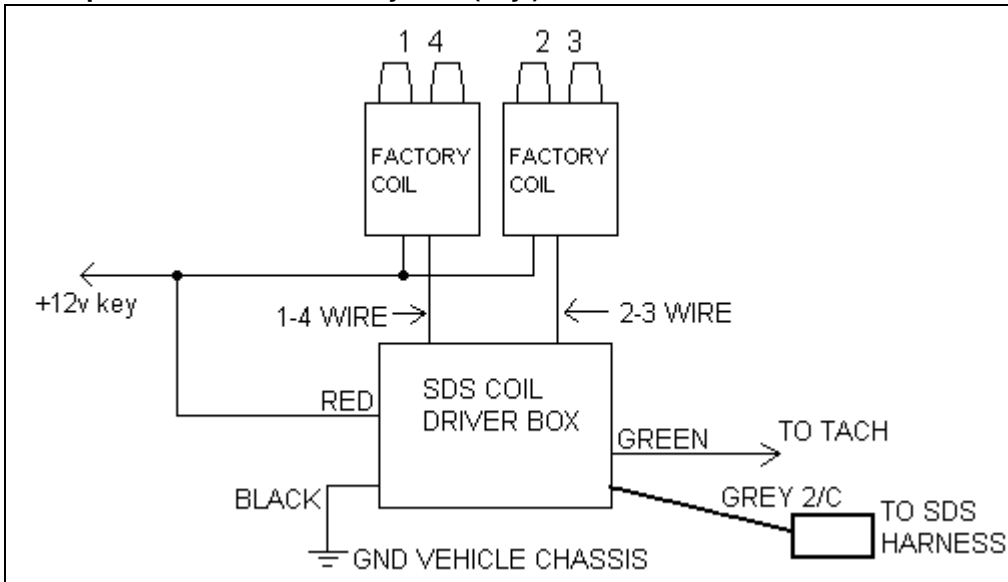 1 4
2 3
FACTORY
COIL
FACTORY
COIL
+12v key
1-4 WIRE
2-3 WIRE
RED
SDS COIL
DRIVER BOX
GREEN
TO TACH
BLACK
GREY 2/C
TO SDS
HARNESS
GND VEHICLE CHASSIS